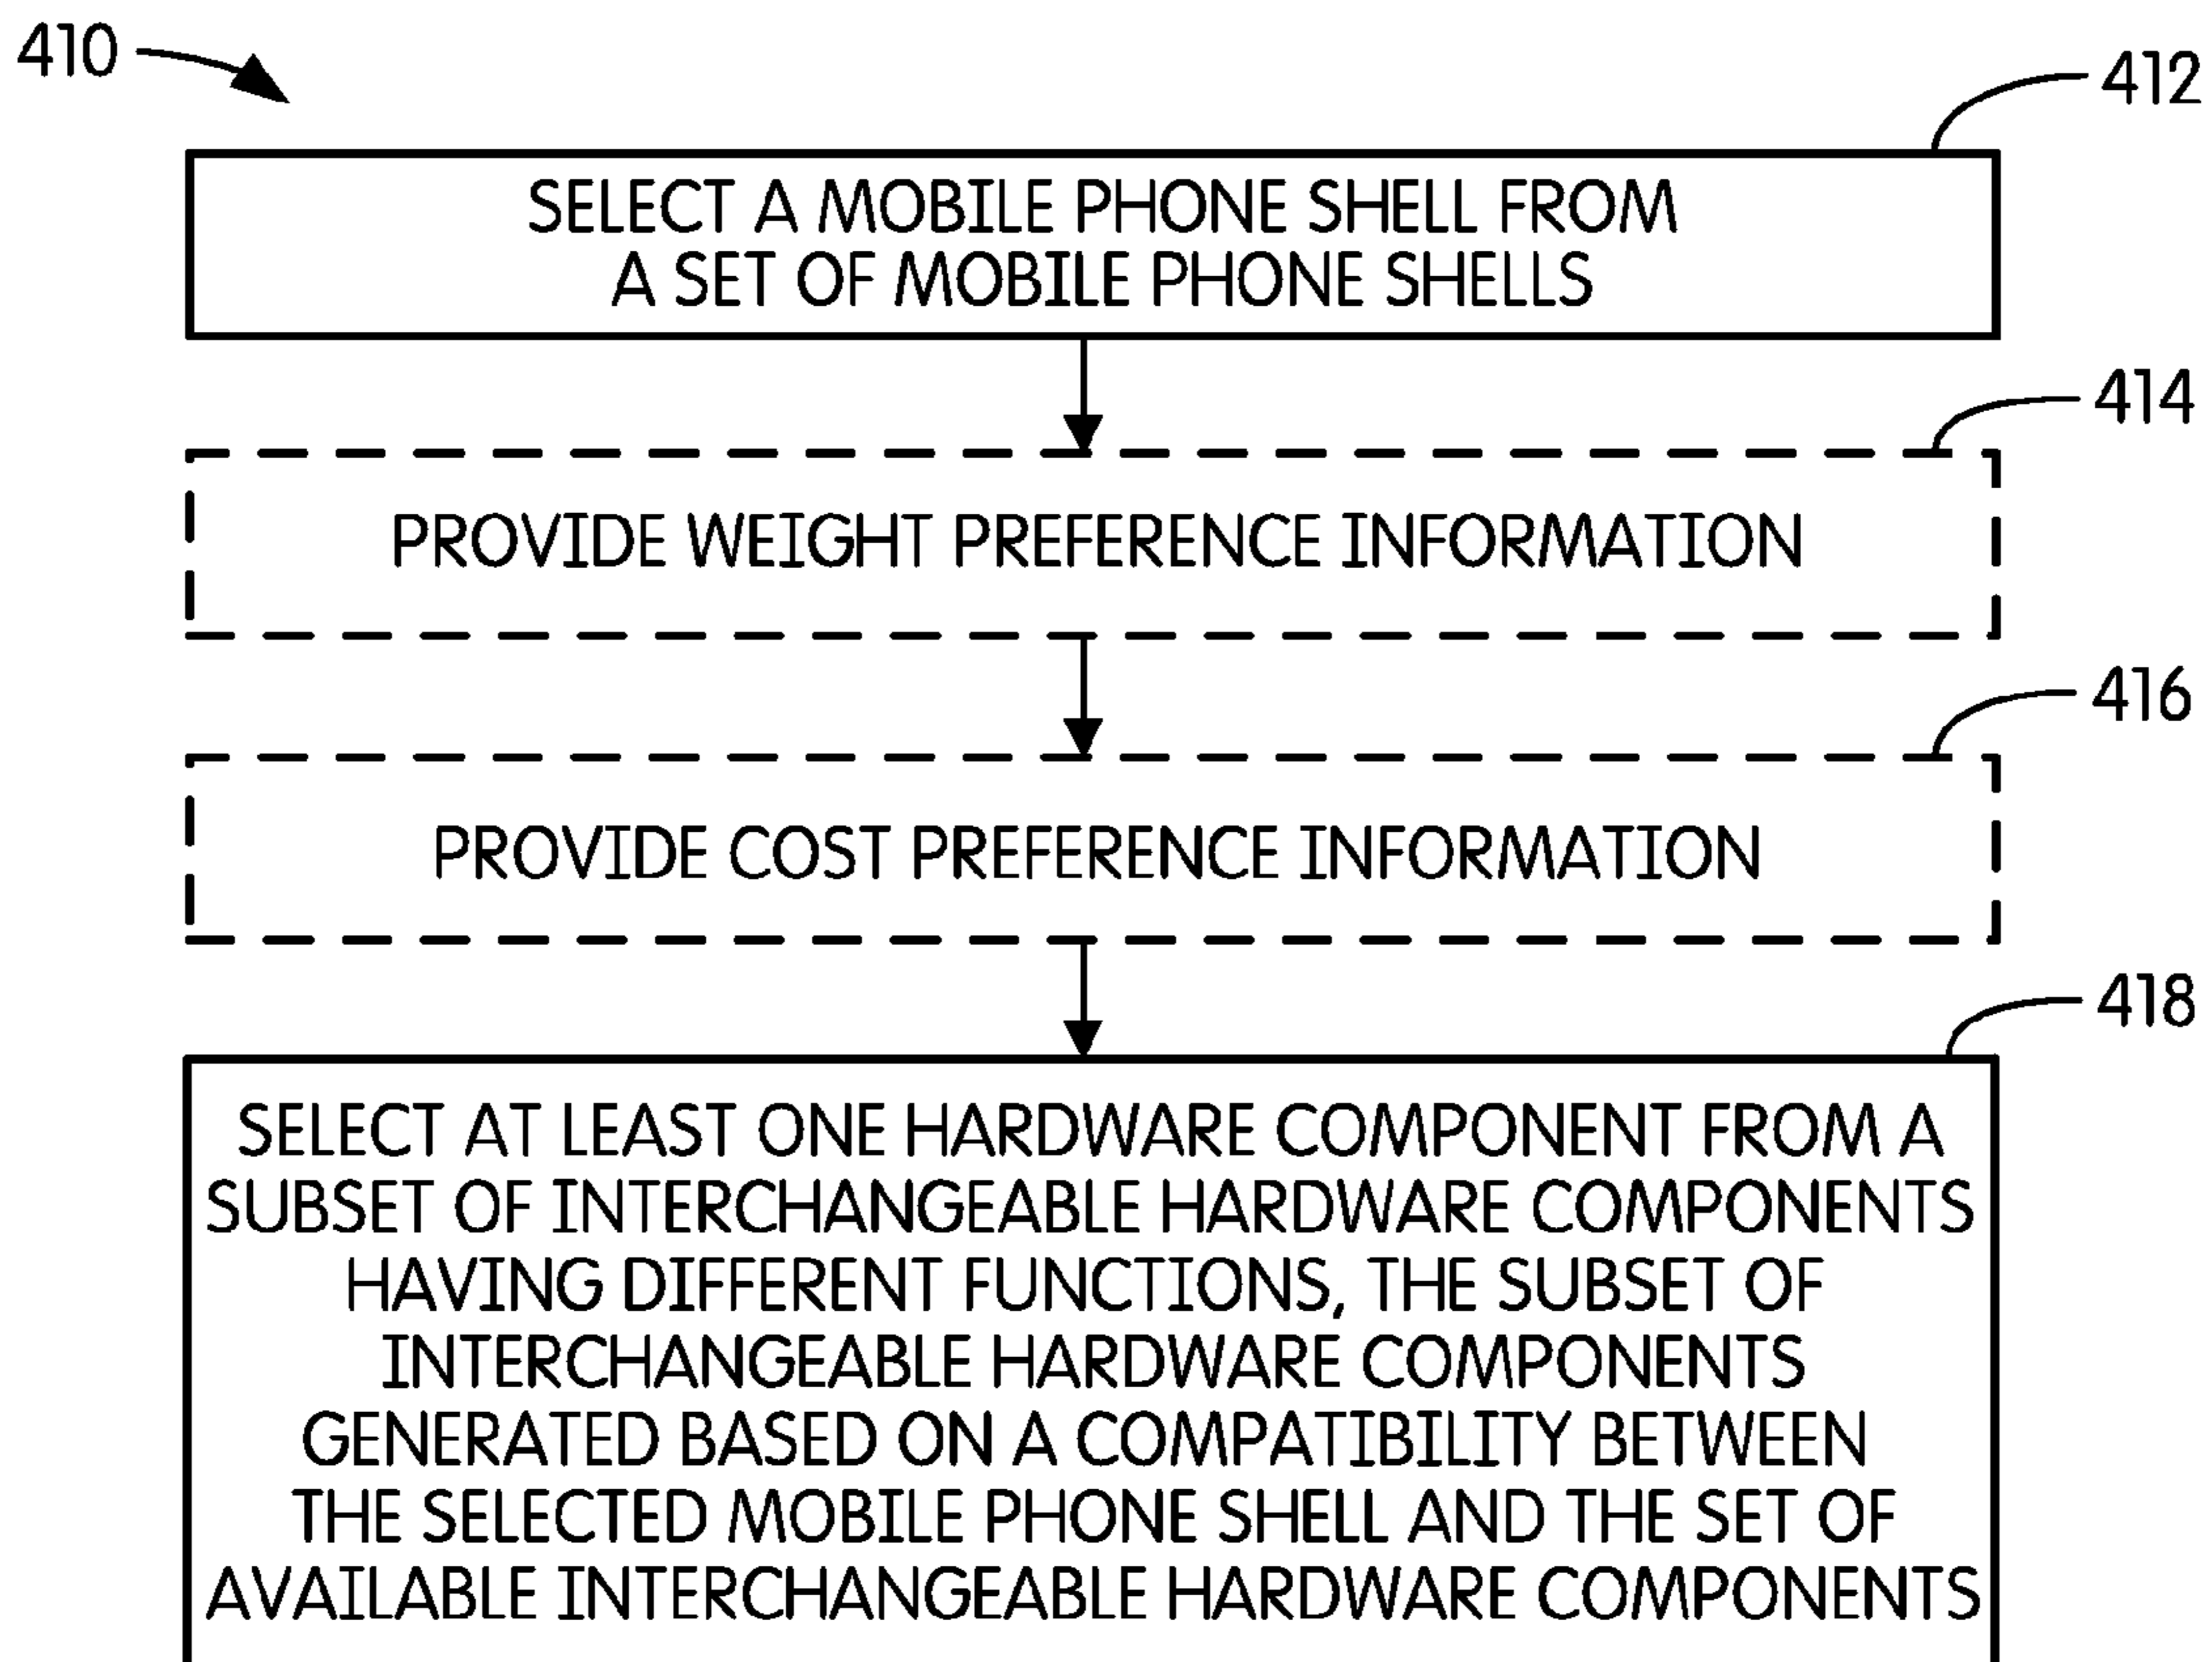 410
412
SELECT A MOBILE PHONE SHELL FROM
A SET OF MOBILE PHONE SHELLS
414
PROVIDE WEIGHT PREFERENCE INFORMATION
416
PROVIDE COST PREFERENCE INFORMATION
418
SELECT AT LEAST ONE HARDWARE COMPONENT FROM A
SUBSET OF INTERCHANGEABLE HARDWARE COMPONENTS
HAVING DIFFERENT FUNCTIONS, THE SUBSET OF
INTERCHANGEABLE HARDWARE COMPONENTS
GENERATED BASED ON A COMPATIBILITY BETWEEN
THE SELECTED MOBILE PHONE SHELL AND THE SET OF
AVAILABLE INTERCHANGEABLE HARDWARE COMPONENTS